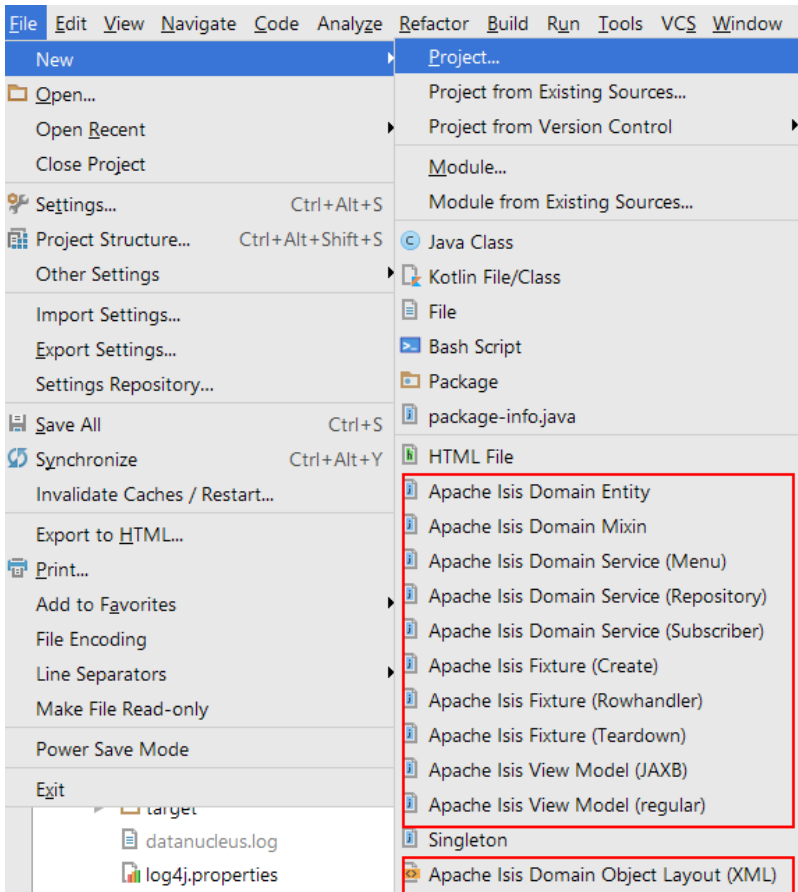 File Edit View Navigate Code Analyze Refactor Build Run Tools VCS Window
New
Open...
Open Recent
Close Project
Settings... Ctrl+Alt+S
Project Structure... Ctrl+Alt+Shift+S
Other Settings
Import Settings...
Export Settings...
Settings Repository...
Save All Ctrl+S
Synchronize Ctrl+Alt+Y
Invalidate Caches / Restart...
Export to HTML...
Print...
Add to Favorites
File Encoding
Line Separators
Make File Read-only
Power Save Mode
Exit
target
datanucleus.log
log4j.properties
Project...
Project from Existing Sources...
Project from Version Control
Module...
Module from Existing Sources...
Java Class
Kotlin File/Class
File
Bash Script
Package
package-info.java
HTML File
Apache Isis Domain Entity
Apache Isis Domain Mixin
Apache Isis Domain Service (Menu)
Apache Isis Domain Service (Repository)
Apache Isis Domain Service (Subscriber)
Apache Isis Fixture (Create)
Apache Isis Fixture (Rowhandler)
Apache Isis Fixture (Teardown)
Apache Isis View Model (JAXB)
Apache Isis View Model (regular)
Singleton
Apache Isis Domain Object Layout (XML)